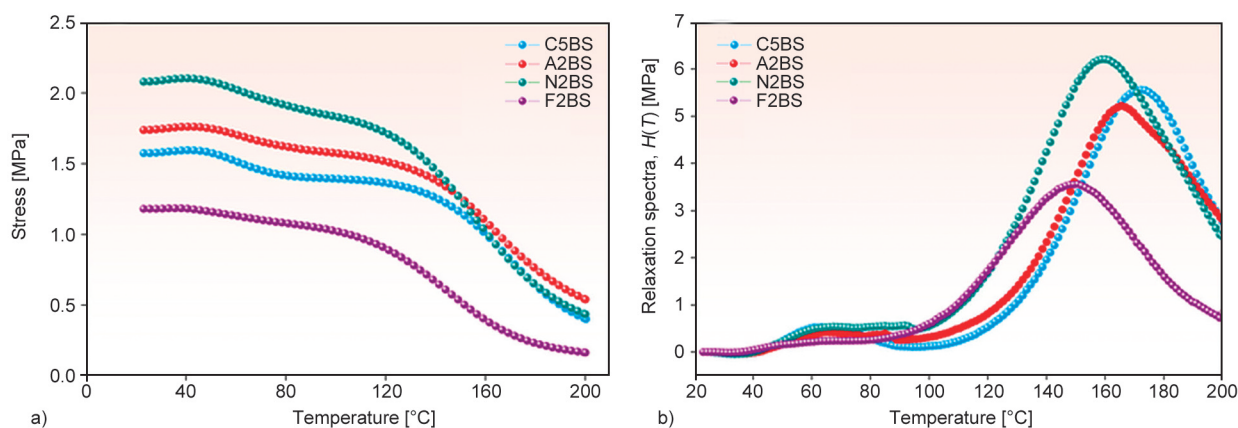 2.5
2.0
1.5
1.0
0.5
0.0
Stress [MPa]
C5BS
A2BS
N2BS
F2BS
0
40
80
120
160
200
Temperature [°C]
a)
7
6
5
4
3
2
1
0
Relaxation spectra, H(T) [MPa]
C5BS
A2BS
N2BS
F2BS
20
40
60
80
100
120
140
160
180
200
Temperature [°C]
b)